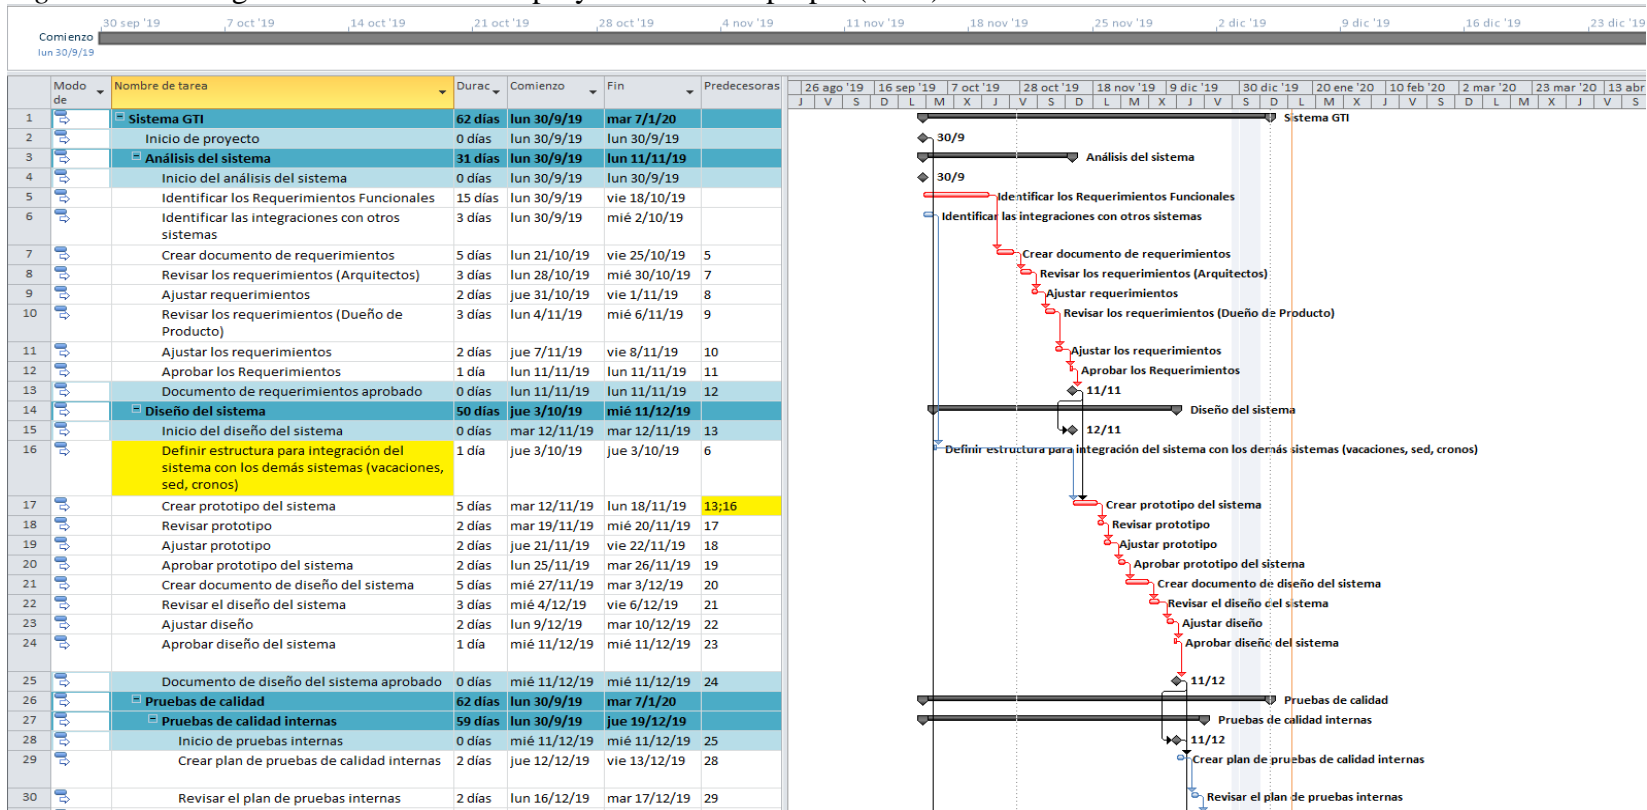 30 sep '19 7 oct '19 14 oct '19 21 oct '19 28 oct '19 4 nov '19 11 nov '19 18 nov '19 25 nov '19 2 dic '19 9 dic '19 16 dic '19 23 dic '19
Comienzo
lun 30/9/19
Modo de Nombre de tarea Durac Comienzo Fin Predecesoras
26 ago '19 16 sep '19 7 oct '19 28 oct '19 18 nov '19 9 dic '19 30 dic '19 20 ene '20 10 feb '20 2 mar '20 23 mar '20 13 abr
J V S D L M X J V S D L M X J V S D L M X J V S D
1 Sistema GTI 62 días lun 30/9/19 mar 7/1/20 Sistema GTI
2 Inicio de proyecto 0 días lun 30/9/19 lun 30/9/19 30/9
3 Análisis del sistema 31 días lun 30/9/19 lun 11/11/19 Análisis del sistema
4 Inicio del análisis del sistema 0 días lun 30/9/19 lun 30/9/19 30/9
5 Identificar los Requerimientos Funcionales 15 días lun 30/9/19 vie 18/10/19 Identificar los Requerimientos Funcionales
6 Identificar las integraciones con otros 3 días lun 30/9/19 mié 2/10/19 Identificar las integraciones con otros sistemas
sistemas
7 Crear documento de requerimientos 5 días lun 21/10/19 vie 25/10/19 5 Crear documento de requerimientos
8 Revisar los requerimientos (Arquitectos) 3 días lun 28/10/19 mié 30/10/19 7 Revisar los requerimientos (Arquitectos)
9 Ajustar requerimientos 2 días jue 31/10/19 vie 1/11/19 8 Ajustar requerimientos
10 Revisar los requerimientos (Dueño de 3 días lun 4/11/19 mié 6/11/19 9 Revisar los requerimientos (Dueño de Producto)
Producto)
11 Ajustar los requerimientos 2 días jue 7/11/19 vie 8/11/19 10 Ajustar los requerimientos
12 Aprobar los Requerimientos 1 día lun 11/11/19 lun 11/11/19 11 Aprobar los Requerimientos
13 Documento de requerimientos aprobado 0 días lun 11/11/19 lun 11/11/19 12 11/11
14 Diseño del sistema 50 días jue 3/10/19 mié 11/12/19 Diseño del sistema
15 Inicio del diseño del sistema 0 días mar 12/11/19 mar 12/11/19 13 12/11
16 Definir estructura para integración del 1 día jue 3/10/19 jue 3/10/19 6 Definir estructura para integración del sistema con los demás sistemas (vacaciones, sed, cronos)
sistema con los demás sistemas (vacaciones,
sed, cronos)
17 Crear prototipo del sistema 5 días mar 12/11/19 lun 18/11/19 13;16 Crear prototipo del sistema
18 Revisar prototipo 2 días mar 19/11/19 mié 20/11/19 17 Revisar prototipo
19 Ajustar prototipo 2 días jue 21/11/19 vie 22/11/19 18 Ajustar prototipo
20 Aprobar prototipo del sistema 2 días lun 25/11/19 mar 26/11/19 19 Aprobar prototipo del sistema
21 Crear documento de diseño del sistema 5 días mié 27/11/19 mar 3/12/19 20 Crear documento de diseño del sistema
22 Revisar el diseño del sistema 3 días mié 4/12/19 vie 6/12/19 21 Revisar el diseño del sistema
23 Ajustar diseño 2 días lun 9/12/19 mar 10/12/19 22 Ajustar diseño
24 Aprobar diseño del sistema 1 día mié 11/12/19 mié 11/12/19 23 Aprobar diseño del sistema
25 Documento de diseño del sistema aprobado 0 días mié 11/12/19 mié 11/12/19 24 11/12
26 Pruebas de calidad 62 días lun 30/9/19 mar 7/1/20 Pruebas de calidad
27 Pruebas de calidad internas 59 días lun 30/9/19 jue 19/12/19 Pruebas de calidad internas
28 Inicio de pruebas internas 0 días mié 11/12/19 mié 11/12/19 25 11/12
29 Crear plan de pruebas de calidad internas 2 días jue 12/12/19 vie 13/12/19 28 Crear plan de pruebas de calidad internas
30 Revisar el plan de pruebas internas 2 días lun 16/12/19 mar 17/12/19 29 Revisar el plan de pruebas internas